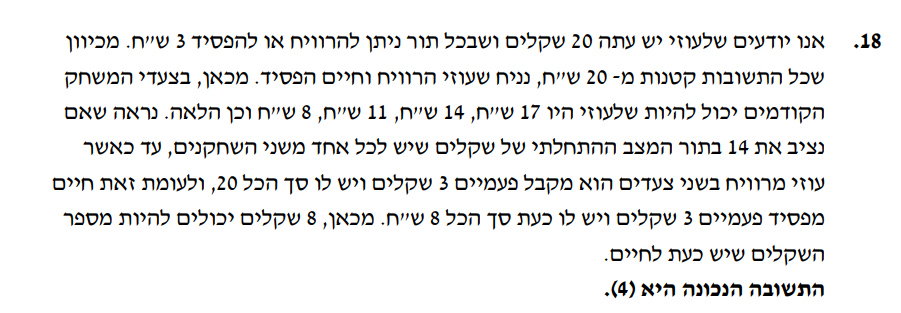 18. אנו יודעים שלעוזי יש עתה 20 שקלים ושבכל תור ניתן להרוויח או להפסיד 3 ש״ח. מכיוון
שכל התשובות קטנות מ- 20 ש״ח, נניח שעוזי הרוויח וחיים הפסיד. מכאן, בצעדי המשחק
הקודמים יכול להיות שלעוזי היו 17 ש״ח, 14 ש״ח, 11 ש״ח, 8 ש״ח וכן הלאה. נראה שאם
נציב את 14 בתור המצב ההתחלתי של שקלים שיש לכל אחד משני השחקנים, עד כאשר
עוזי מרוויח בשני צעדים הוא מקבל פעמיים 3 שקלים ויש לו סך הכל 20, ולעומת זאת חיים
מפסיד פעמיים 3 שקלים ויש לו כעת סך הכל 8 ש״ח. מכאן, 8 שקלים יכולים להיות מספר
השקלים שיש כעת לחיים.
התשובה הנכונה היא (4).